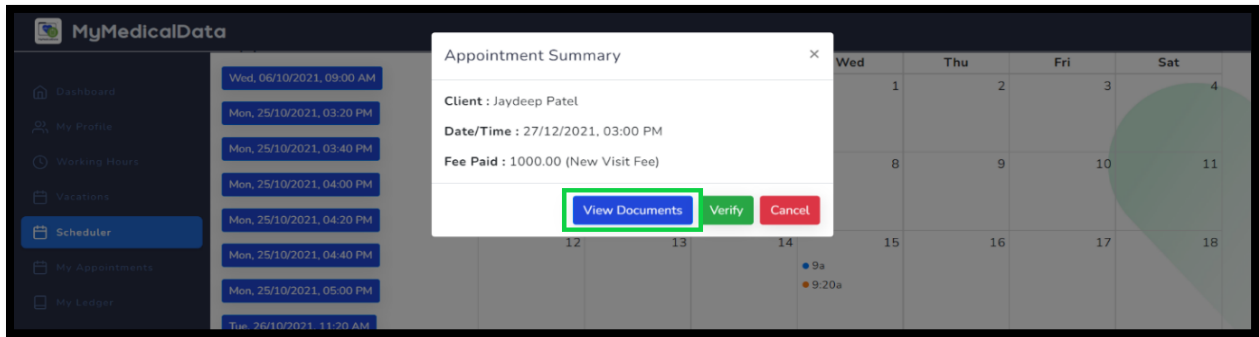 MyMedicalData
Dashboard
My Profile
Working Hours
Vacations
Scheduler
My Appointments
My Ledger
Wed, 06/10/2021, 09:00 AM
Mon, 25/10/2021, 03:20 PM
Mon, 25/10/2021, 03:40 PM
Mon, 25/10/2021, 04:00 PM
Mon, 25/10/2021, 04:20 PM
Mon, 25/10/2021, 04:40 PM
Mon, 25/10/2021, 05:00 PM
Tue, 26/10/2021, 11:20 AM
Appointment Summary ×
Client : Jaydeep Patel
Date/Time : 27/12/2021, 03:00 PM
Fee Paid : 1000.00 (New Visit Fee)
View Documents Verify Cancel
Wed Thu Fri Sat
1 2 3 4
8 9 10 11
12 13 14 15 16 17 18
9a
9:20a